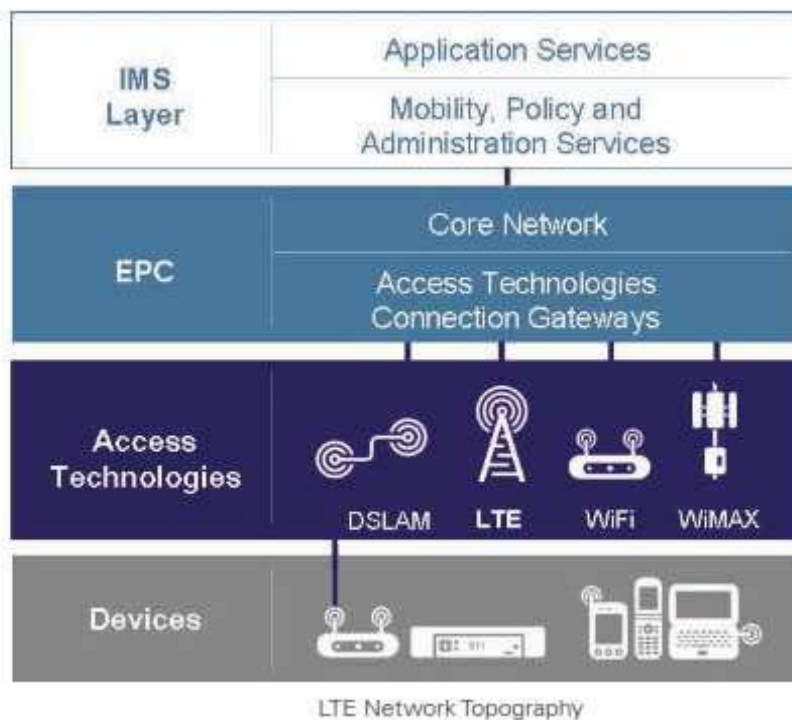 IMS
Layer
Application Services
Mobility, Policy and
Administration Services
EPC
Core Network
Access Technologies
Connection Gateways
Access
Technologies
DSLAM
LTE
WiFi
WiMAX
Devices
LTE Network Topography